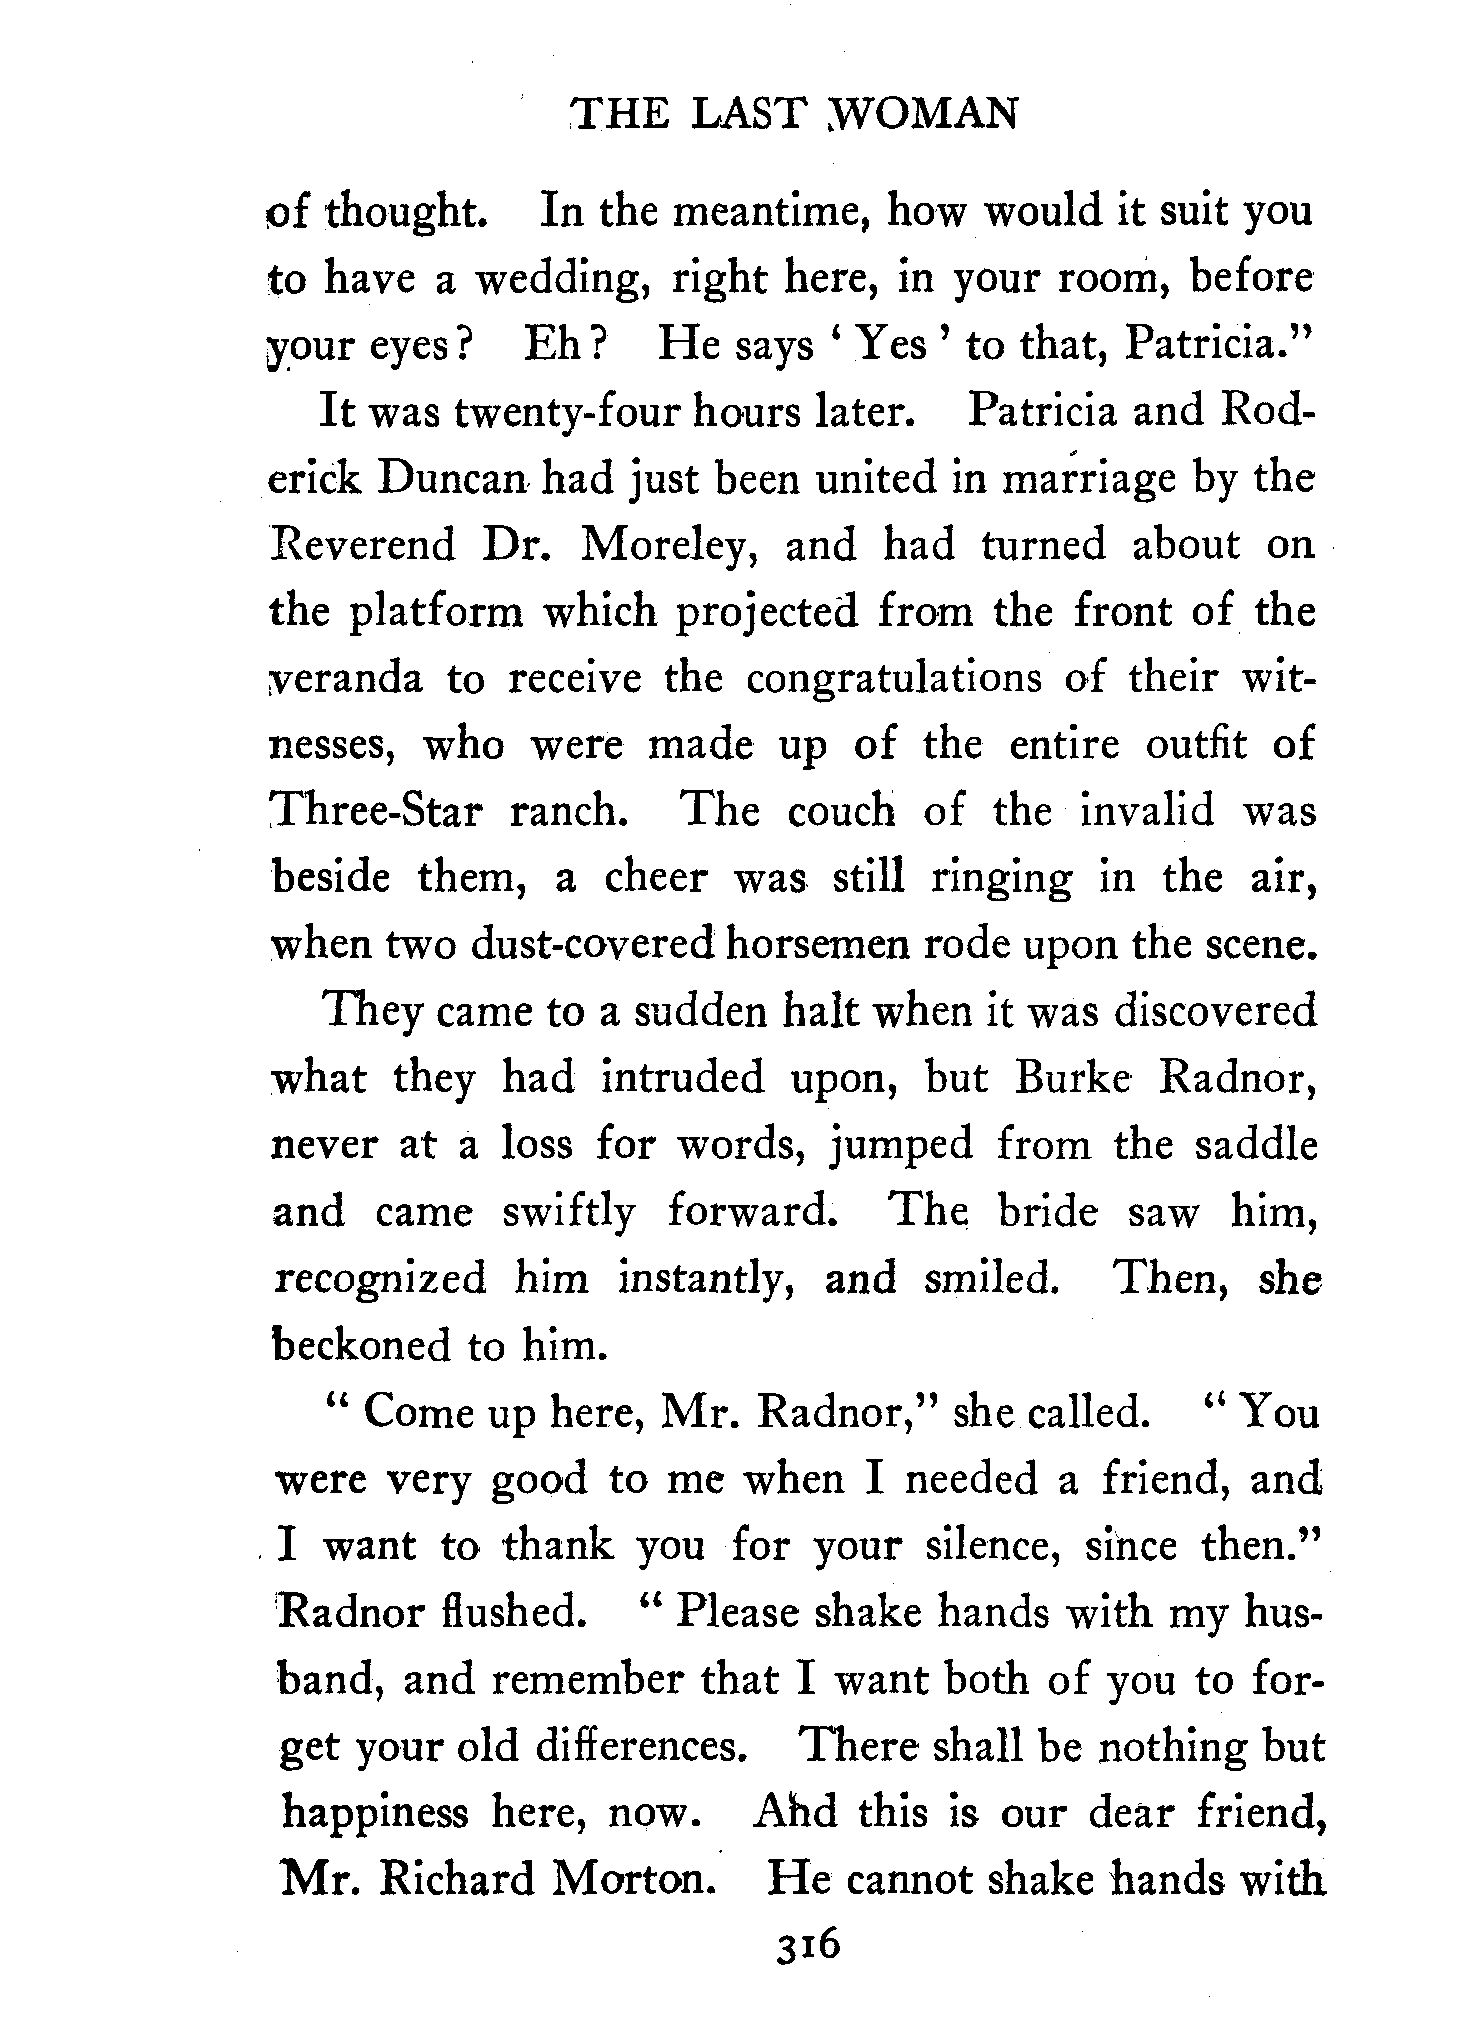 THE LAST WOMAN
of thought. In the meantime, how would it suit you
to have a wedding, right here, in your room, before
your eyes? Eh? He says ‘ Yes ’ to that, Patricia.”
It was twenty-four hours later. Patricia and Rod-
erick Duncan had just been united in marriage by the
Reverend Dr. Moreley, and had turned about on
the platform which projected from the front of the
veranda to receive the congratulations of their wit-
nesses, who were made up of the entire outfit of
Three-Star ranch. The couch of the invalid was
beside them, a cheer was still ringing in the air,
when two dust-covered horsemen rode upon the scene.
They came to a sudden halt when it was discovered
what they had intruded upon, but Burke Radnor,
never at a loss for words, jumped from the saddle
and came swiftly forward. The bride saw him,
recognized him instantly, and smiled. Then, she
beckoned to him.
“ Come up here, Mr. Radnor,” she called. “ You
were very good to me when I needed a friend, and
I want to thank you for your silence, since then.”
Radnor flushed. “ Please shake hands with my hus-
band, and remember that I want both of you to for-
get your old differences. There shall be nothing but
happiness here, now. And this is our dear friend,
Mr. Richard Morton. He cannot shake hands with
316